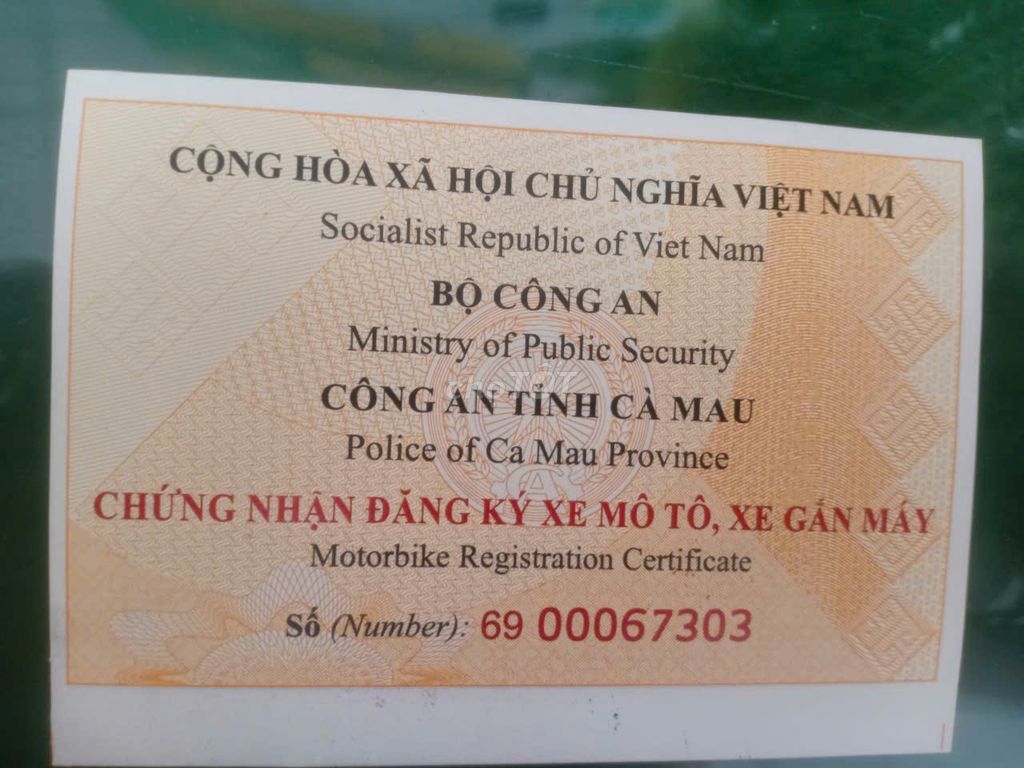 CỘNG HÒA XÃ HỘI CHỦ NGHĨA VIỆT NAM
Socialist Republic of Viet Nam
BỘ CÔNG AN
Ministry of Public Security
CÔNG AN TỈNH CÀ MAU
Police of Ca Mau Province
CHỨNG NHẬN ĐĂNG KÝ XE MÔ TÔ, XE GẮN MÁY
Motorbike Registration Certificate
Số (Number): 69 00067303